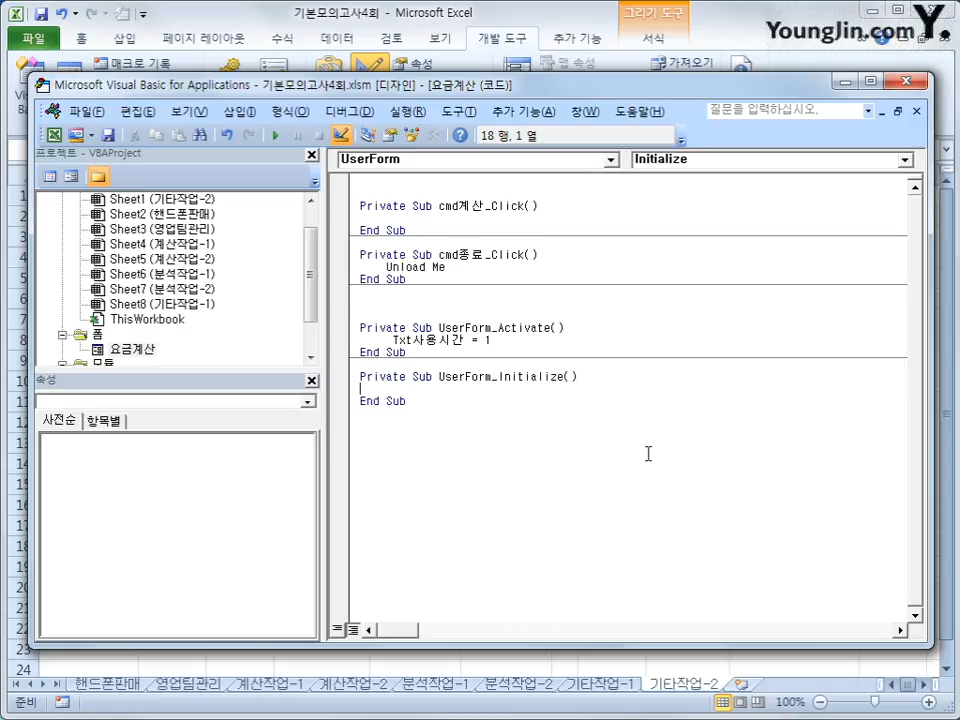 기본모의고사4회 - Microsoft Excel
그리기 도구
Younglin.com Y.
파일 홈 삽입 페이지 레이아웃 수식 데이터 검토 보기 개발 도구 추가 기능 서식
매크로 기록 속성 맵 속성 가져오기
Microsoft Visual Basic for Applications - 기본모의고사4회.xlsm [디자인] - [요금계산 (코드)]
파일(F) 편집(E) 보기(V) 삽입(I) 형식(O) 디버그(D) 실행(R) 도구(T) 추가 기능(A) 창(W) 도움말(H) 질문을 입력하십시오.
18 행, 1 열
프로젝트 - VBAProject
Sheet1 (기타작업-2)
Sheet2 (핸드폰판매)
Sheet3 (영업팀관리)
Sheet4 (계산작업-1)
Sheet5 (계산작업-2)
Sheet6 (분석작업-1)
Sheet7 (분석작업-2)
Sheet8 (기타작업-1)
ThisWorkbook
폼
요금계산
모듈
속성
사전순 항목별
UserForm Initialize
Private Sub cmd계산_Click()
End Sub
Private Sub cmd종료_Click()
Unload Me
End Sub
Private Sub UserForm_Activate()
Txt사용시간 = 1
End Sub
Private Sub UserForm_Initialize()
End Sub
24
핸드폰판매 영업팀관리 계산작업-1 계산작업-2 분석작업-1 분석작업-2 기타작업-1 기타작업-2
준비 100%